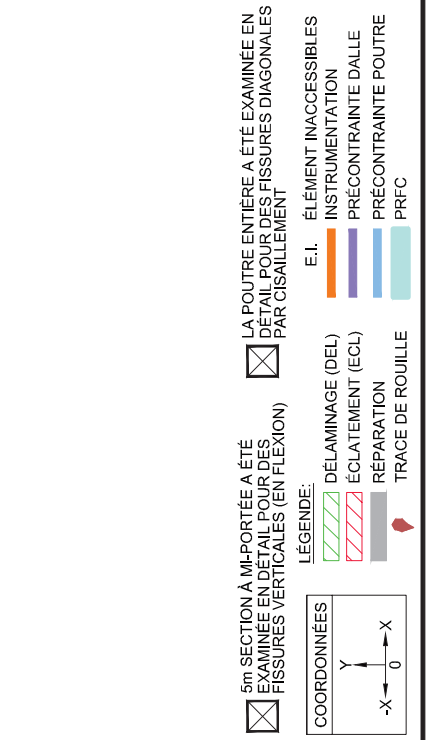 5m SECTION À MI-PORTÉE A ÉTÉ
EXAMINÉE EN DÉTAIL POUR DES
FISSURES VERTICALES (EN FLEXION)
LA POUTRE ENTIÈRE A ÉTÉ EXAMINÉE EN
DÉTAIL POUR DES FISSURES DIAGONALES
PAR CISAILLEMENT
COORDONNÉES
Y
-X
0
X
LÉGENDE:
DÉLAMINAGE (DEL)
ÉCLATEMENT (ECL)
RÉPARATION
TRACE DE ROUILLE
E.I. ÉLÉMENT INACCESSIBLES
INSTRUMENTATION
PRÉCONTRAINTE DALLE
PRÉCONTRAINTE POUTRE
PRFC